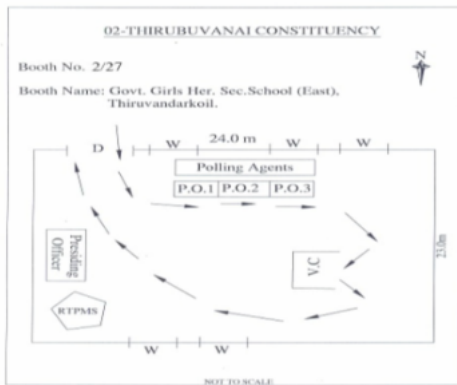 02-THIRUBUVANAI CONSTITUENCY
N
Booth No. 2/27
Booth Name: Govt. Girls Her. Sec.School (East),
Thiruvandarkoil.
D
W
24.0 m
W
W
Polling Agents
P.O.1
P.O.2
P.O.3
Presiding
Officer
V.C
23.0m
RTPMS
W
W
NOT TO SCALE